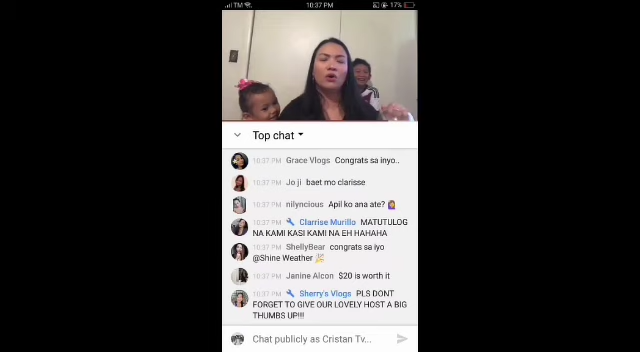 TM
10:37 PM
17%
Top chat
10:37 PM Grace Vlogs Congrats sa inyo..
10:37 PM Jo ji baet mo clarisse
10:37 PM nilyncious Apil ko ana ate? 🙋‍♀️
10:37 PM Clarrise Murillo MATUTULOG
NA KAMI KASI KAMI NA EH HAHAHA
10:37 PM ShellyBear congrats sa iyo
@Shine Weather 🎉
10:37 PM Janine Alcon $20 is worth it
10:37 PM Sherry's Vlogs PLS DONT
FORGET TO GIVE OUR LOVELY HOST A BIG
THUMBS UP!!!
Chat publicly as Cristan Tv...